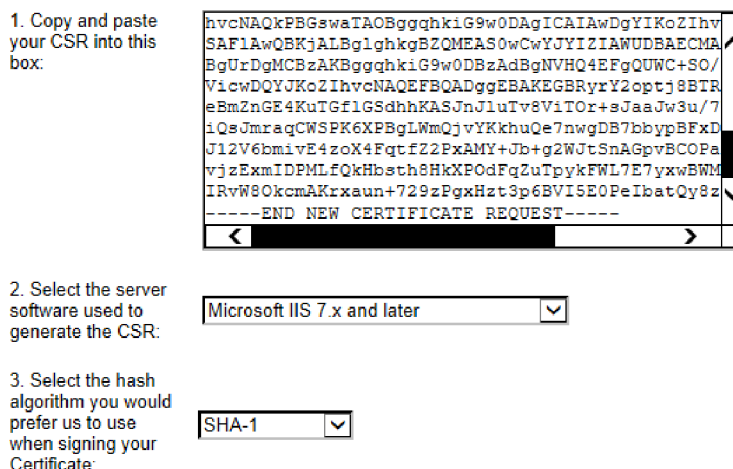 1. Copy and paste
your CSR into this
box:
hvcNAQkPBGswaTAOBggqhkiG9w0DAgICAIAwDgYIKoZIhv
SAFlAwQBKjALBglghkgBZQMEAS0wCwYJYIZIAWUDBAECMA
BgUrDgMCBzAKBggqhkiG9w0DBzAdBgNVHQ4EFgQUWC+SO/
VicwDQYJKoZIhvcNAQEFBQADggEBAKEGBRyrY2optj8BTR
eBmZnGE4KuTGflGSdhhKASJnJluTv8ViTOr+sJaaJw3u/7
iQsJmraqCWSPK6XPBgLWmQjvYKkhuQe7nwgDB7bbypBFxD
J12V6bmivE4zoX4FqtfZ2PxAMY+Jb+g2WJtSnAGpvBCOPa
vjzExmIDPMLfQkHbsth8HkXPOdFqZuTpykFWL7E7yxwBWM
IRvW8OkcmAKrxaun+729zPgxHzt3p6BVI5E0PeIbatQy8z
-----END NEW CERTIFICATE REQUEST-----
2. Select the server
software used to
generate the CSR:
Microsoft IIS 7.x and later
3. Select the hash
algorithm you would
prefer us to use
when signing your
Certificate:
SHA-1